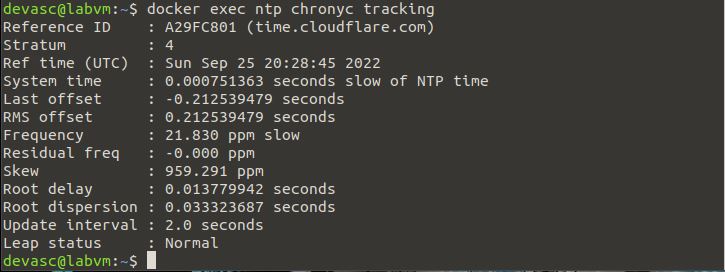 devasc@labvm:~$ docker exec ntp chronyc tracking
Reference ID    : A29FC801 (time.cloudflare.com)
Stratum         : 4
Ref time (UTC)  : Sun Sep 25 20:28:45 2022
System time     : 0.000751363 seconds slow of NTP time
Last offset     : -0.212539479 seconds
RMS offset      : 0.212539479 seconds
Frequency       : 21.830 ppm slow
Residual freq   : -0.000 ppm
Skew            : 959.291 ppm
Root delay      : 0.013779942 seconds
Root dispersion : 0.033323687 seconds
Update interval : 2.0 seconds
Leap status     : Normal
devasc@labvm:~$